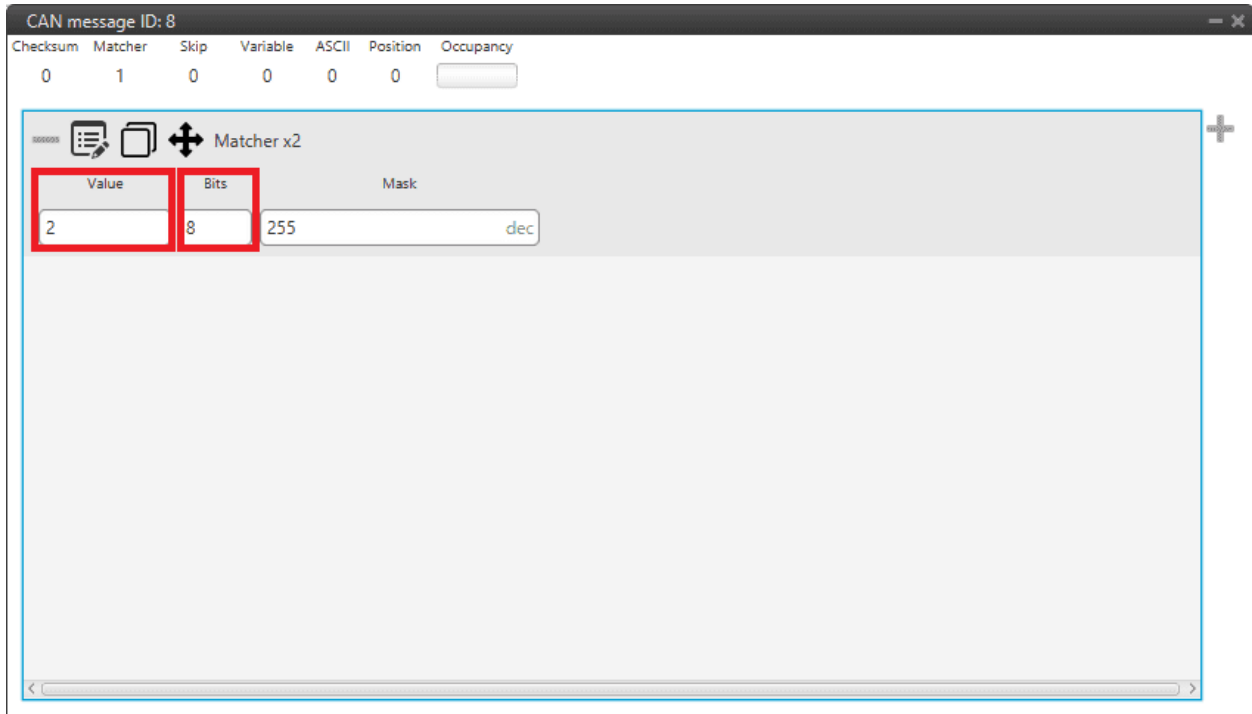 CAN message ID: 8
Checksum Matcher Skip Variable ASCII Position Occupancy
0 1 0 0 0 0
Matcher x2
Value Bits Mask
2 8 255 dec